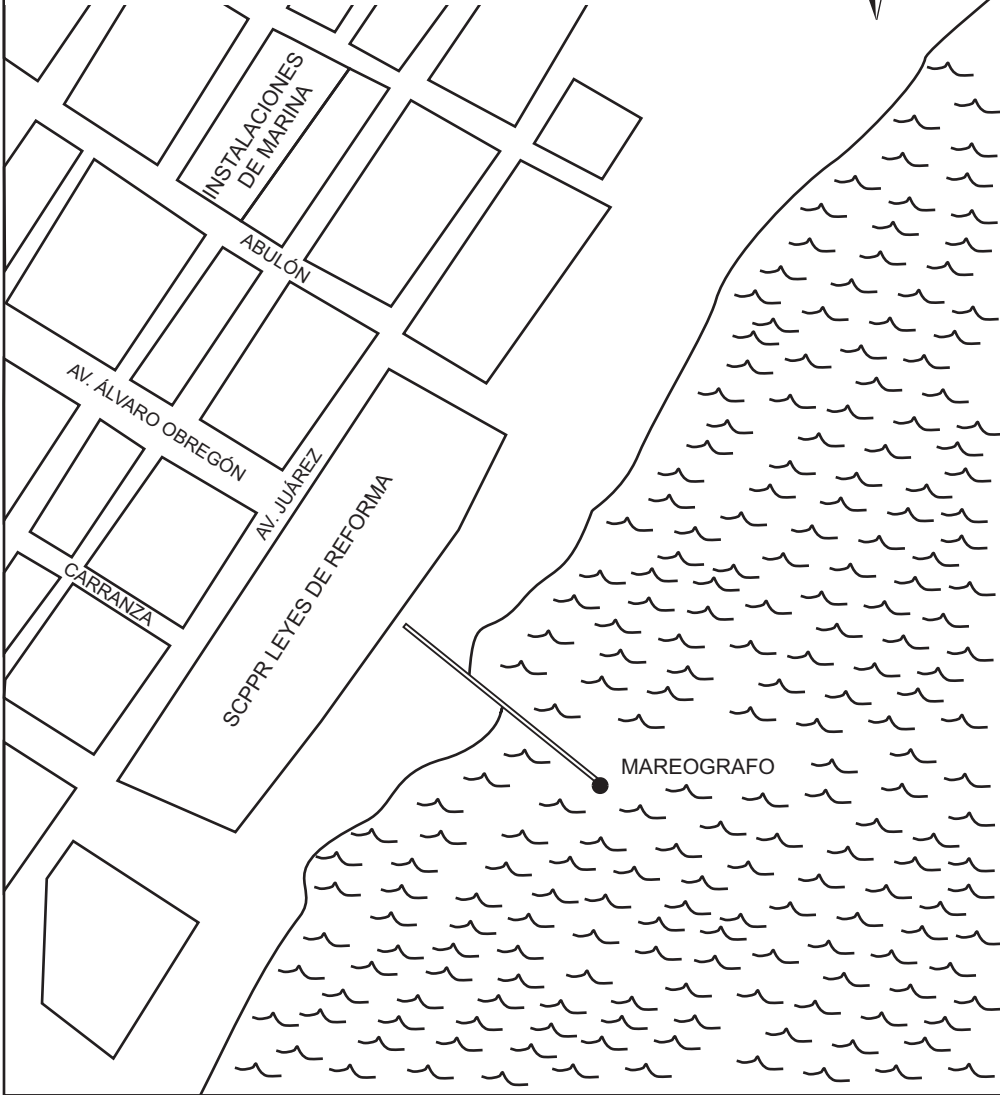 INSTALACIONES
DE MARINA
ABULÓN
AV. ÁLVARO OBREGÓN
AV. JUÁREZ
SCPPR LEYES DE REFORMA
CARRANZA
MAREOGRAFO